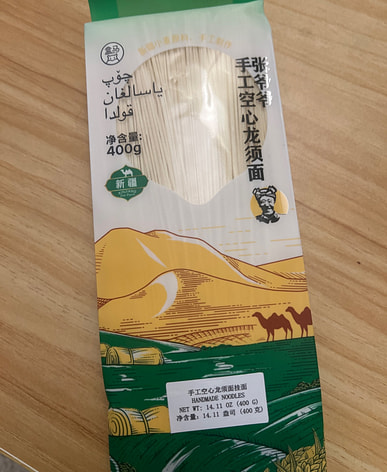 盒马
چۆپ
ياسالغان
قولدا
净含量:
400g
新疆
张爷爷
手工空心龙须面
手工空心龙须面挂面
HANDMADE NOODLES
NET WT: 14.11 OZ (400 G)
净含量: 14.11 盎司 (400 克)